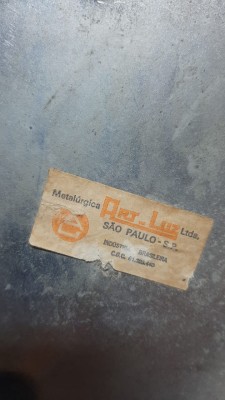 Metalúrgica Art-Luz Ltda.
SÃO PAULO - S.P.
INDÚSTRIA BRASILEIRA
C.G.C.